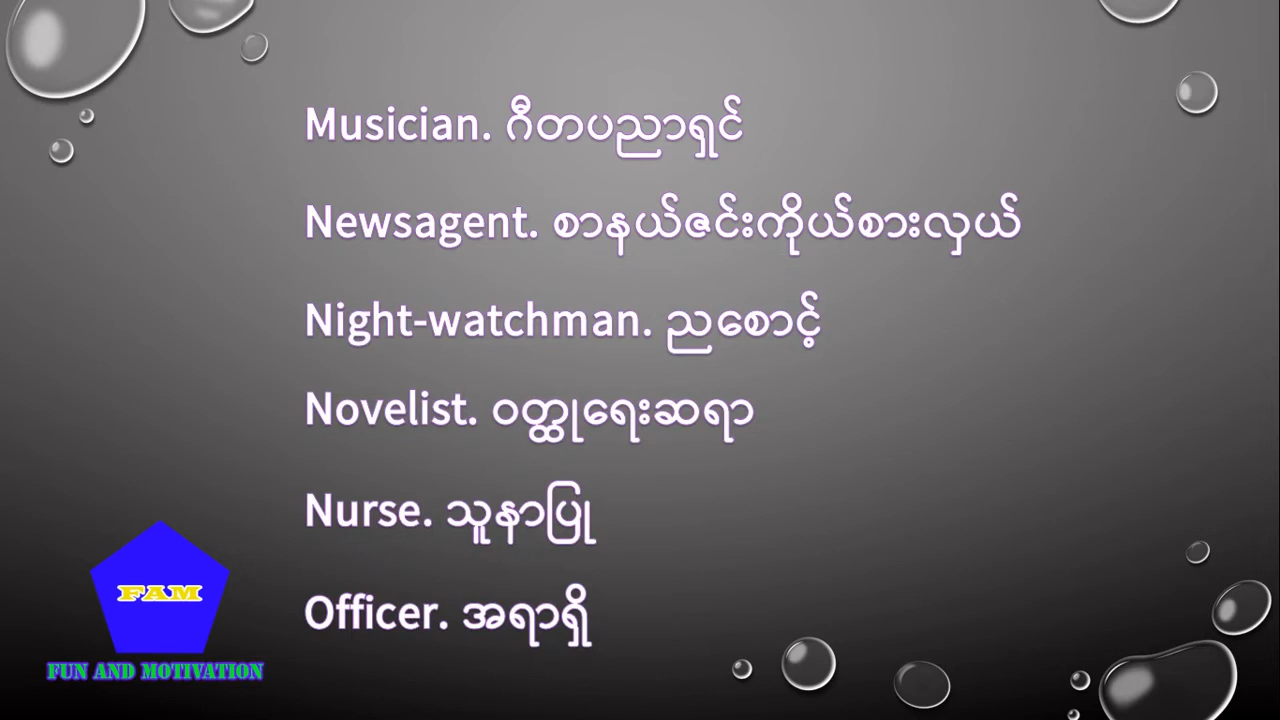 Musician. ဂီတပညာရှင်
Newsagent. စာနယ်ဇင်းကိုယ်စားလှယ်
Night-watchman. ညစောင့်
Novelist. ဝတ္ထုရေးဆရာ
Nurse. သူနာပြု
Officer. အရာရှိ
FAM
FUN AND MOTIVATION